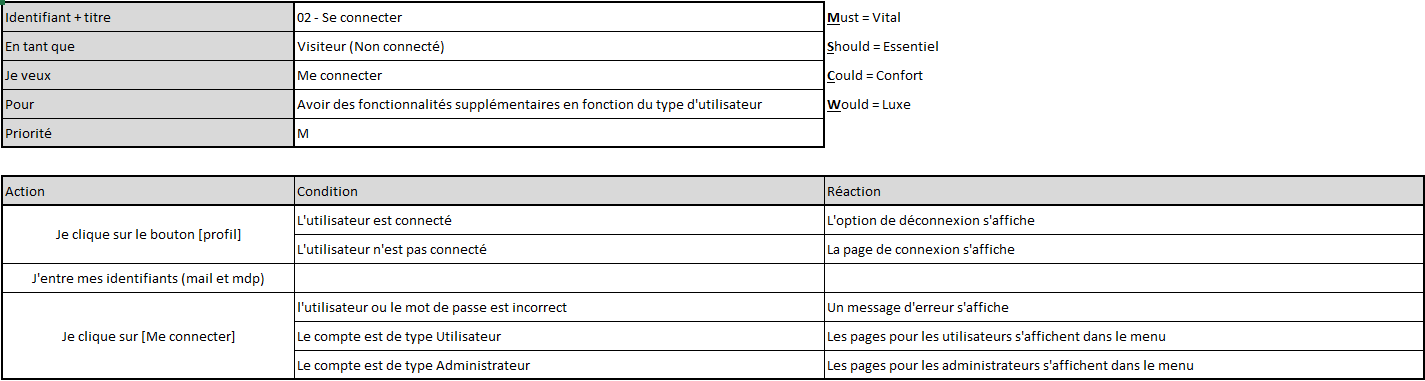 Identifiant + titre 02 - Se connecter Must = Vital
En tant que Visiteur (Non connecté) Should = Essentiel
Je veux Me connecter Could = Confort
Pour Avoir des fonctionnalités supplémentaires en fonction du type d'utilisateur Would = Luxe
Priorité M
Action Condition Réaction
Je clique sur le bouton [profil]
L'utilisateur est connecté L'option de déconnexion s'affiche
L'utilisateur n'est pas connecté La page de connexion s'affiche
J'entre mes identifiants (mail et mdp)
Je clique sur [Me connecter]
l'utilisateur ou le mot de passe est incorrect Un message d'erreur s'affiche
Le compte est de type Utilisateur Les pages pour les utilisateurs s'affichent dans le menu
Le compte est de type Administrateur Les pages pour les administrateurs s'affichent dans le menu